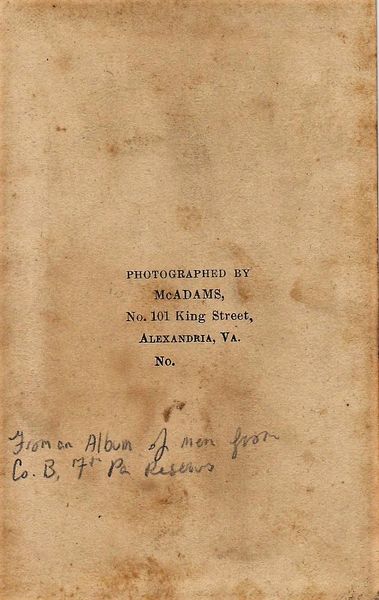 PHOTOGRAPHED BY
McADAMS,
No. 101 King Street,
ALEXANDRIA, VA.
No.
From an Album of men from
Co. B, 7th Pa Reservs